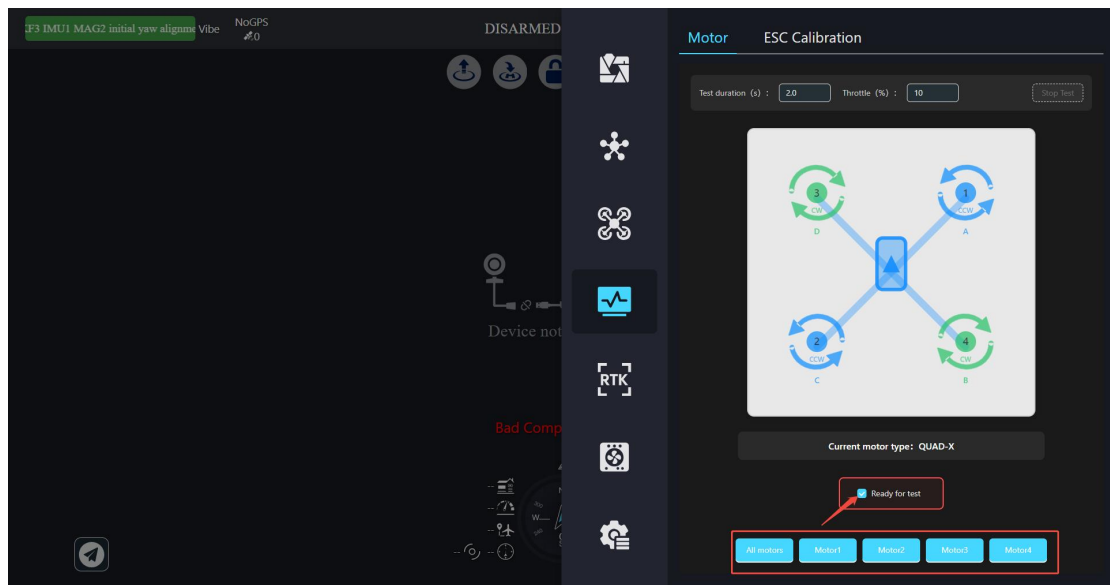 KF3 IMU1 MAG2 initial yaw alignme
Vibe
NoGPS
0
DISARMED
Device not
Bad Comp
W
Motor
ESC Calibration
Test duration (s) :
2.0
Throttle (%) :
10
Stop Test
3
CW
D
1
CCW
A
2
CCW
C
4
CW
B
RTK
Current motor type: QUAD-X
Ready for test
All motors
Motor1
Motor2
Motor3
Motor4